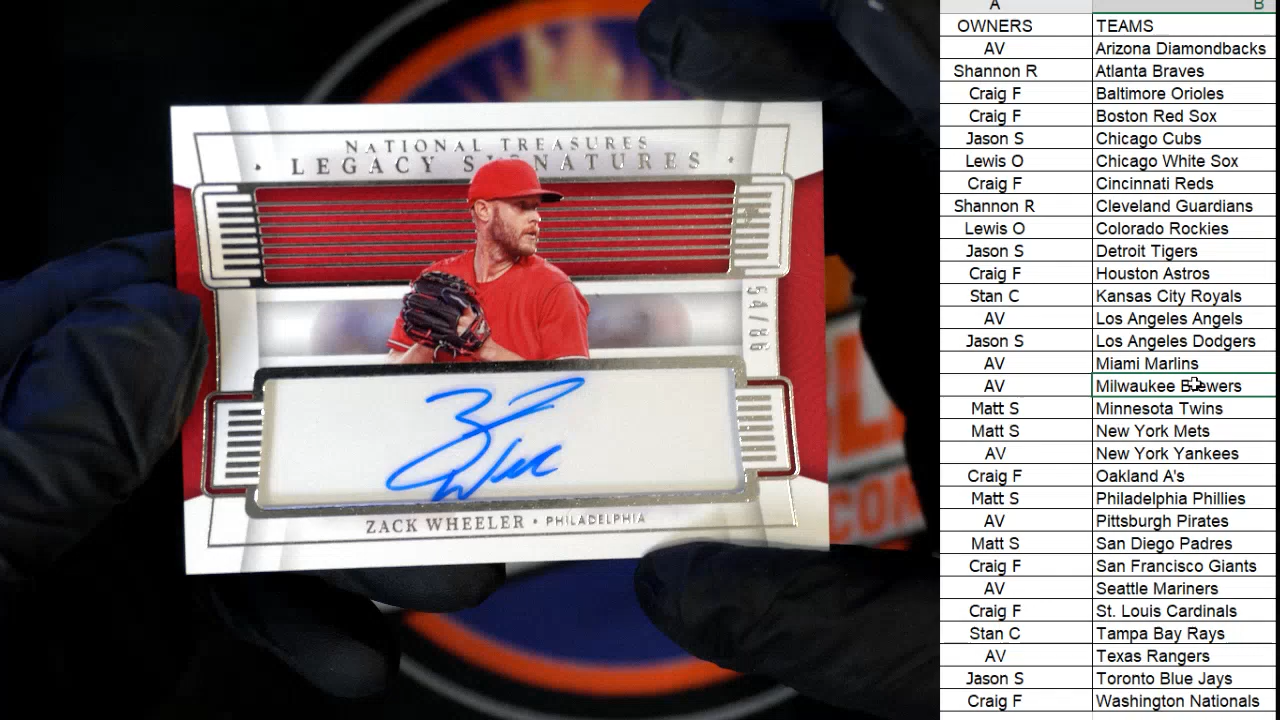 NATIONAL TREASURES
LEGACY SIGNATURES
54/86
ZACK WHEELER • PHILADELPHIA
CON
A B
OWNERS TEAMS
AV Arizona Diamondbacks
Shannon R Atlanta Braves
Craig F Baltimore Orioles
Craig F Boston Red Sox
Jason S Chicago Cubs
Lewis O Chicago White Sox
Craig F Cincinnati Reds
Shannon R Cleveland Guardians
Lewis O Colorado Rockies
Jason S Detroit Tigers
Craig F Houston Astros
Stan C Kansas City Royals
AV Los Angeles Angels
Jason S Los Angeles Dodgers
AV Miami Marlins
AV Milwaukee Brewers
Matt S Minnesota Twins
Matt S New York Mets
AV New York Yankees
Craig F Oakland A's
Matt S Philadelphia Phillies
AV Pittsburgh Pirates
Matt S San Diego Padres
Craig F San Francisco Giants
AV Seattle Mariners
Craig F St. Louis Cardinals
Stan C Tampa Bay Rays
AV Texas Rangers
Jason S Toronto Blue Jays
Craig F Washington Nationals